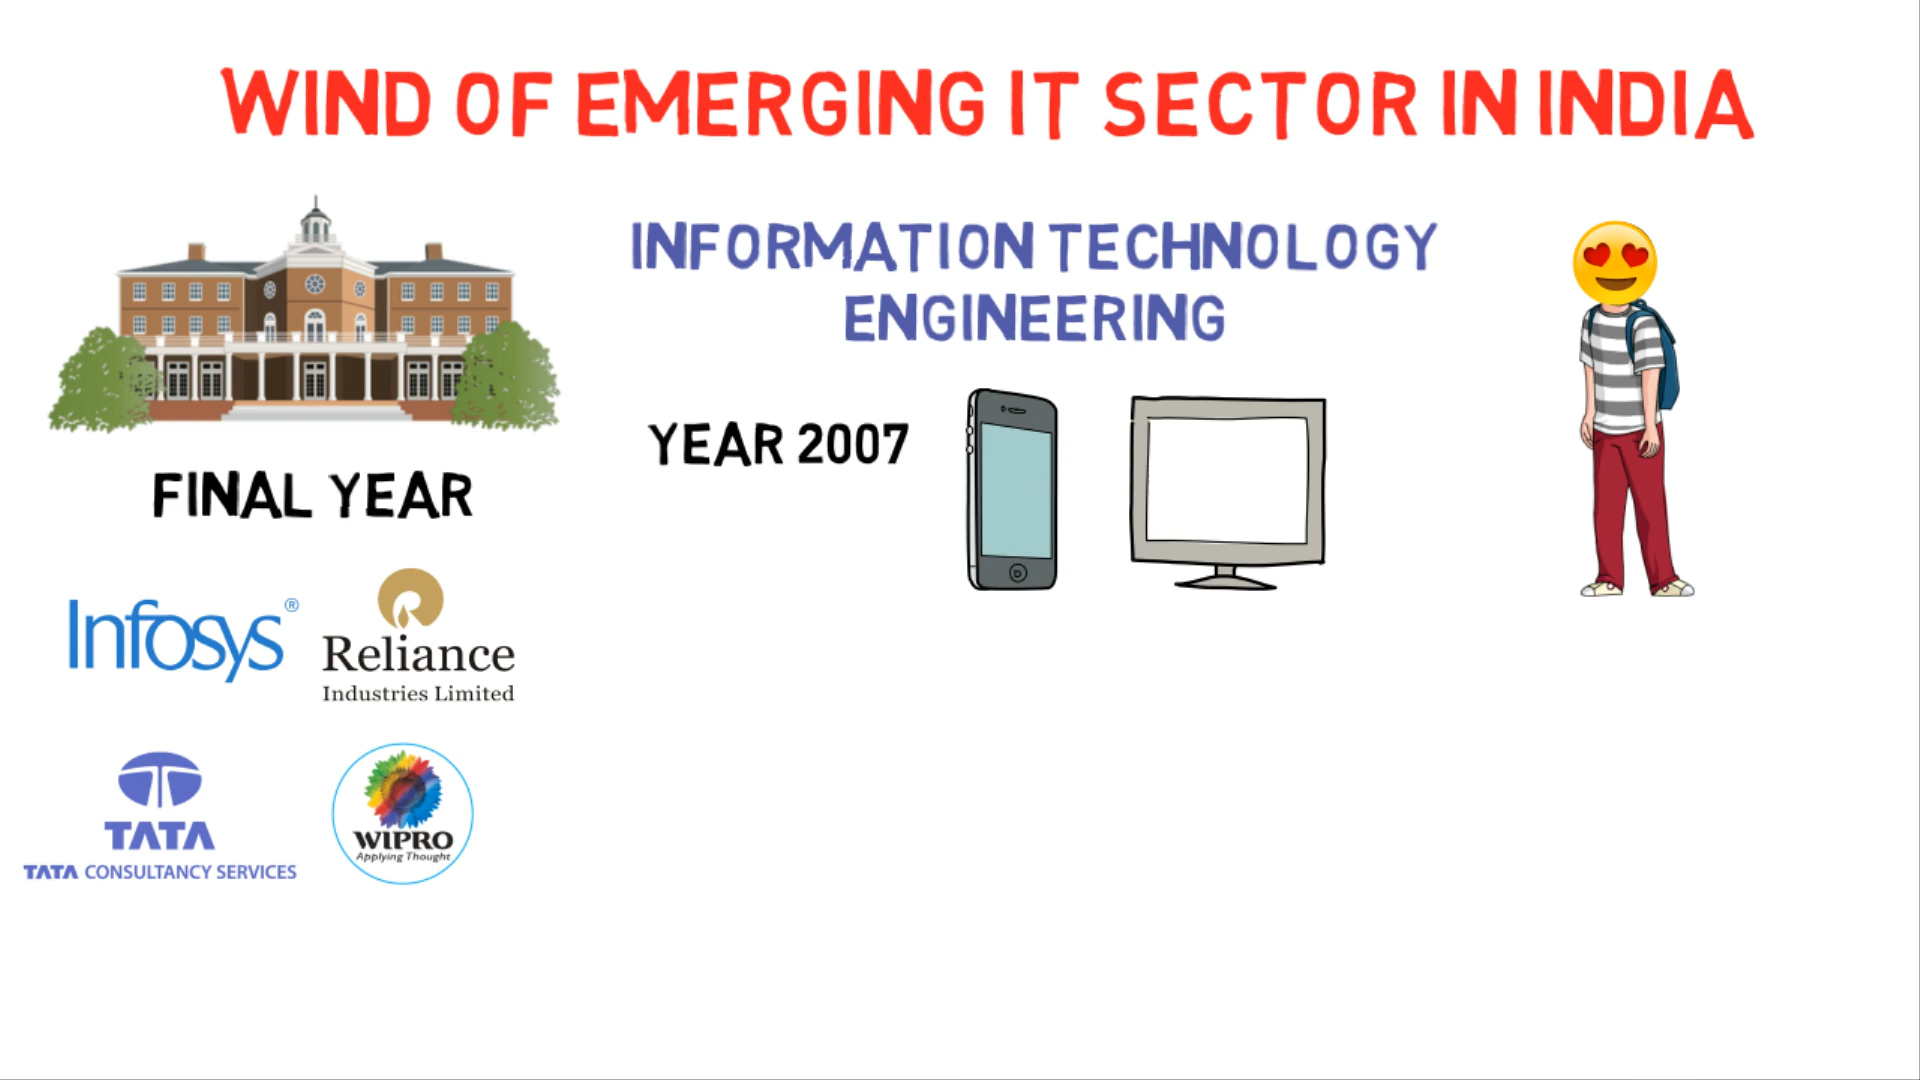 WIND OF EMERGING IT SECTOR IN INDIA
INFORMATION TECHNOLOGY
ENGINEERING
YEAR 2007
FINAL YEAR
Infosys®
Reliance
Industries Limited
TATA
TATA CONSULTANCY SERVICES
WIPRO
Applying Thought